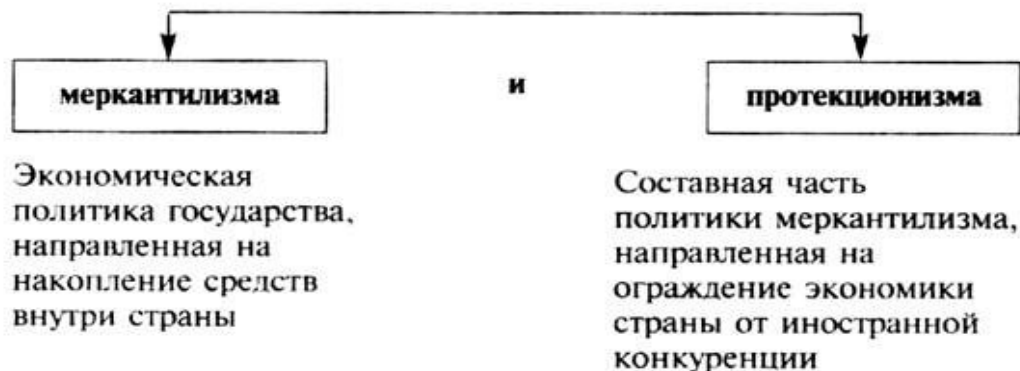 меркантилизма
и
протекционизма
Экономическая
политика государства,
направленная на
накопление средств
внутри страны
Составная часть
политики меркантилизма,
направленная на
ограждение экономики
страны от иностранной
конкуренции